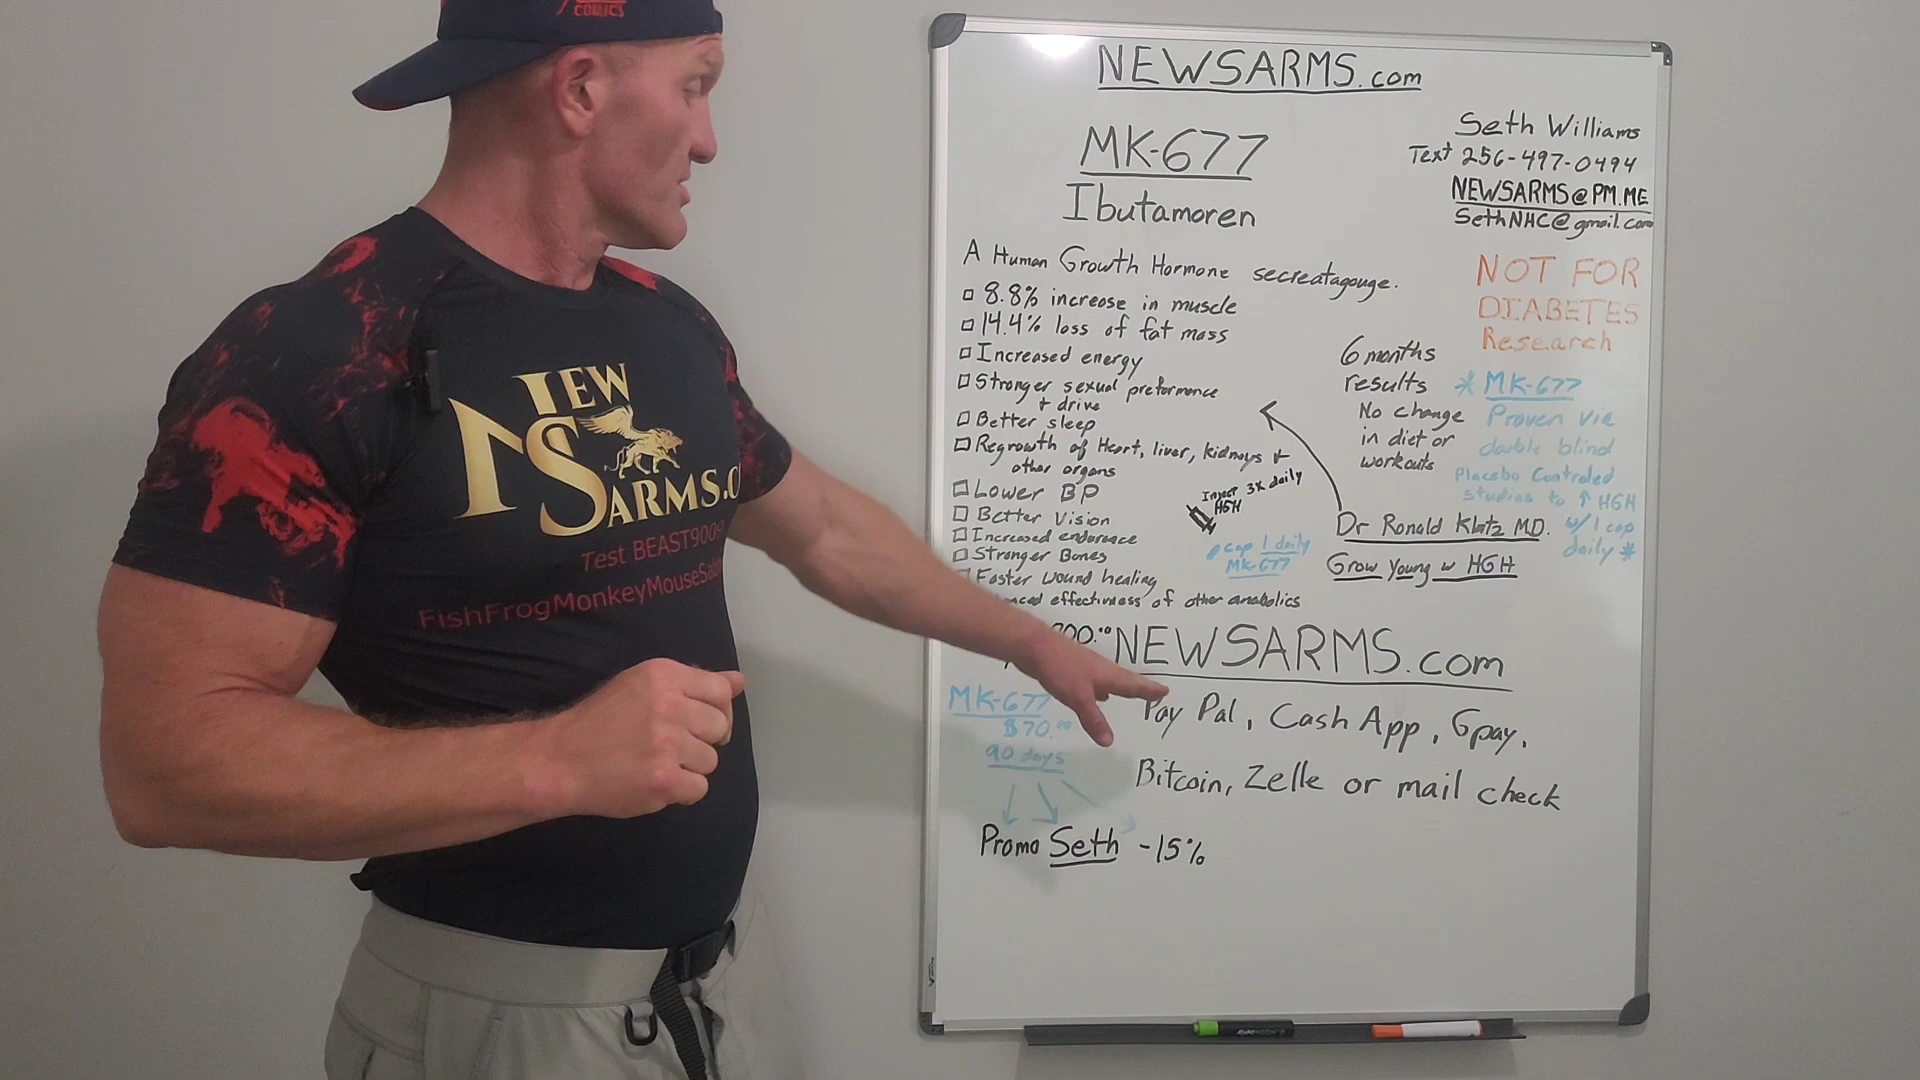 COMICS
NEWSARMS.com
MK-677
Ibutamoren
Seth Williams
Text 256-497-0494
NEWSARMS@PM.ME
SethNHC@gmail.com
A Human Growth Hormone secreatagouge.
8.8% increase in muscle
14.4% loss of fat mass
Increased energy
Stronger sexual preformance
+ drive
Better sleep
Regrowth of Heart, liver, kidneys +
other organs
Lower BP
Better Vision
Increased endurance
Stronger Bones
Faster wound healing
effectivness of other anabolics
NOT FOR
DIABETES
Research
6 months
results
No change
in diet or
workouts
* MK-677
Proven via
double blind
Placebo Controled
Studies to ↑ HGH
w/ 1 cap
daily *
Inject 3x daily
HGH
cap 1 daily
MK-677
Dr Ronald Klatz M.D.
Grow Young w HGH
NEWSARMS.com
MK-677
$70.00
90 days
Pay Pal, Cash App, Gpay,
Bitcoin, Zelle or mail check
Promo Seth -15%
NEW
SARMS.C
Test BEAST9009
FishFrogMonkeyMouseSab